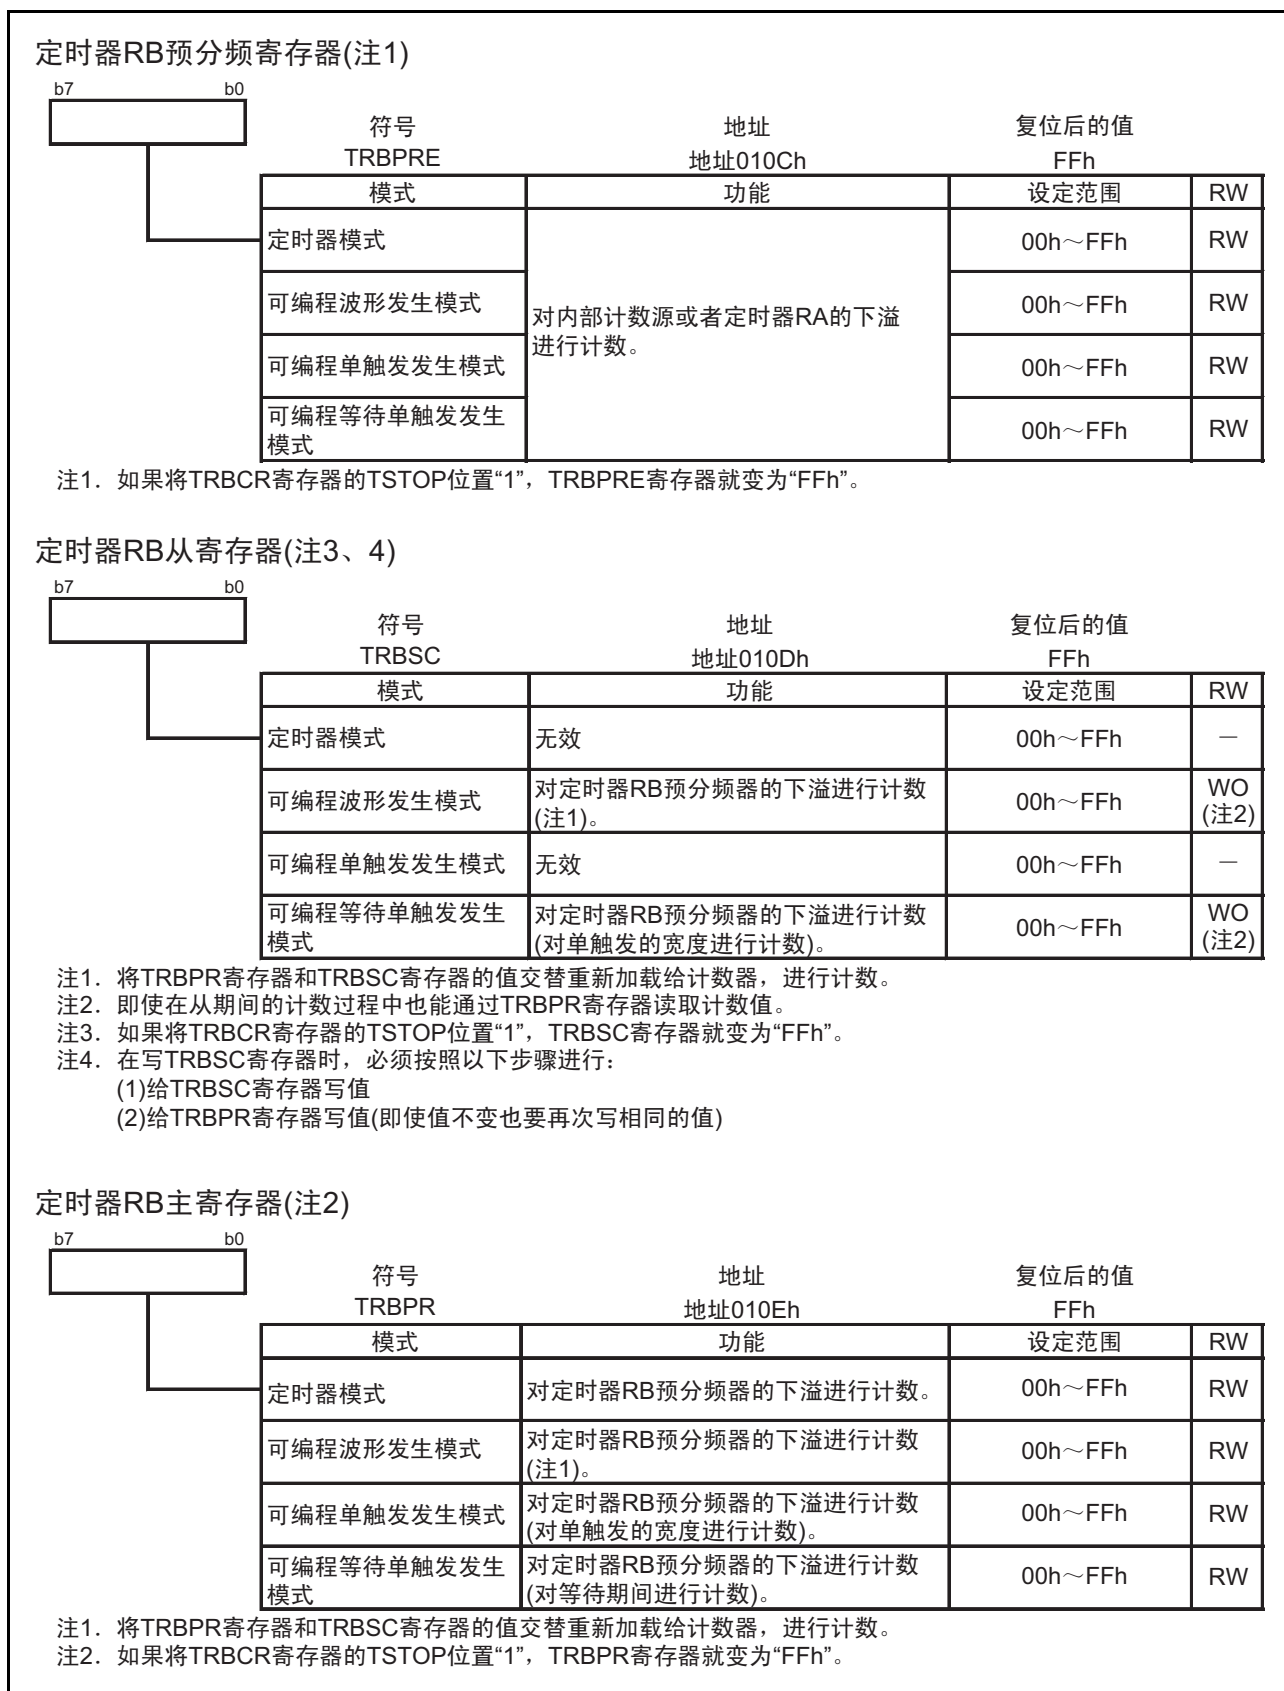 定时器RB预分频寄存器(注1)
b7 b0
符号 地址 复位后的值
TRBPRE 地址010Ch FFh
模式 功能 设定范围 RW
定时器模式 00h～FFh RW
可编程波形发生模式 00h～FFh RW
对内部计数源或者定时器RA的下溢
进行计数。
可编程单触发发生模式 00h～FFh RW
可编程等待单触发发生
模式
00h～FFh RW
注1．如果将TRBCR寄存器的TSTOP位置“1”，TRBPRE寄存器就变为“FFh”。
定时器RB从寄存器(注3、4)
b7 b0
符号 地址 复位后的值
TRBSC 地址010Dh FFh
模式 功能 设定范围 RW
定时器模式 无效 00h～FFh －
可编程波形发生模式 对定时器RB预分频器的下溢进行计数
(注1)。
00h～FFh WO
(注2)
可编程单触发发生模式 无效 00h～FFh －
可编程等待单触发发生
模式
对定时器RB预分频器的下溢进行计数
(对单触发的宽度进行计数)。
00h～FFh WO
(注2)
注1．将TRBPR寄存器和TRBSC寄存器的值交替重新加载给计数器，进行计数。
注2．即使在从期间的计数过程中也能通过TRBPR寄存器读取计数值。
注3．如果将TRBCR寄存器的TSTOP位置“1”，TRBSC寄存器就变为“FFh”。
注4．在写TRBSC寄存器时，必须按照以下步骤进行：
(1)给TRBSC寄存器写值
(2)给TRBPR寄存器写值(即使值不变也要再次写相同的值)
定时器RB主寄存器(注2)
b7 b0
符号 地址 复位后的值
TRBPR 地址010Eh FFh
模式 功能 设定范围 RW
定时器模式 对定时器RB预分频器的下溢进行计数。 00h～FFh RW
可编程波形发生模式 对定时器RB预分频器的下溢进行计数
(注1)。
00h～FFh RW
可编程单触发发生模式 对定时器RB预分频器的下溢进行计数
(对单触发的宽度进行计数)。
00h～FFh RW
可编程等待单触发发生
模式
对定时器RB预分频器的下溢进行计数
(对等待期间进行计数)。
00h～FFh RW
注1．将TRBPR寄存器和TRBSC寄存器的值交替重新加载给计数器，进行计数。
注2．如果将TRBCR寄存器的TSTOP位置“1”，TRBPR寄存器就变为“FFh”。